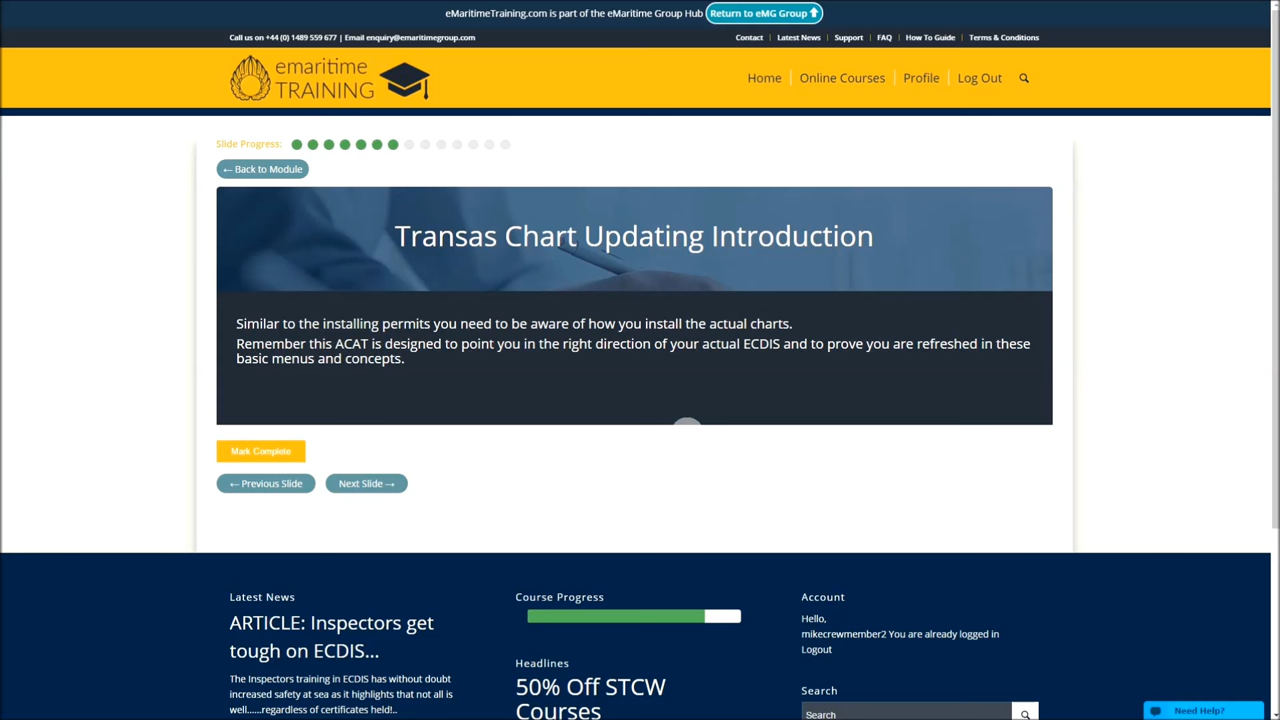 eMaritimeTraining.com is part of the eMaritime Group Hub Return to eMG Group
Call us on +44 (0) 1489 559 677 | Email enquiry@emaritimegroup.com
Contact | Latest News | Support | FAQ | How To Guide | Terms & Conditions
emaritime
TRAINING
Home Online Courses Profile Log Out
Slide Progress:
← Back to Module
Transas Chart Updating Introduction
Similar to the installing permits you need to be aware of how you install the actual charts.
Remember this ACAT is designed to point you in the right direction of your actual ECDIS and to prove you are refreshed in these
basic menus and concepts.
Mark Complete
← Previous Slide Next Slide →
Latest News
ARTICLE: Inspectors get
tough on ECDIS...
The Inspectors training in ECDIS has without doubt
increased safety at sea as it highlights that not all is
well......regardless of certificates held!..
Course Progress
Headlines
50% Off STCW
Courses
Account
Hello,
mikecrewmember2 You are already logged in
Logout
Search
Search
Need Help?